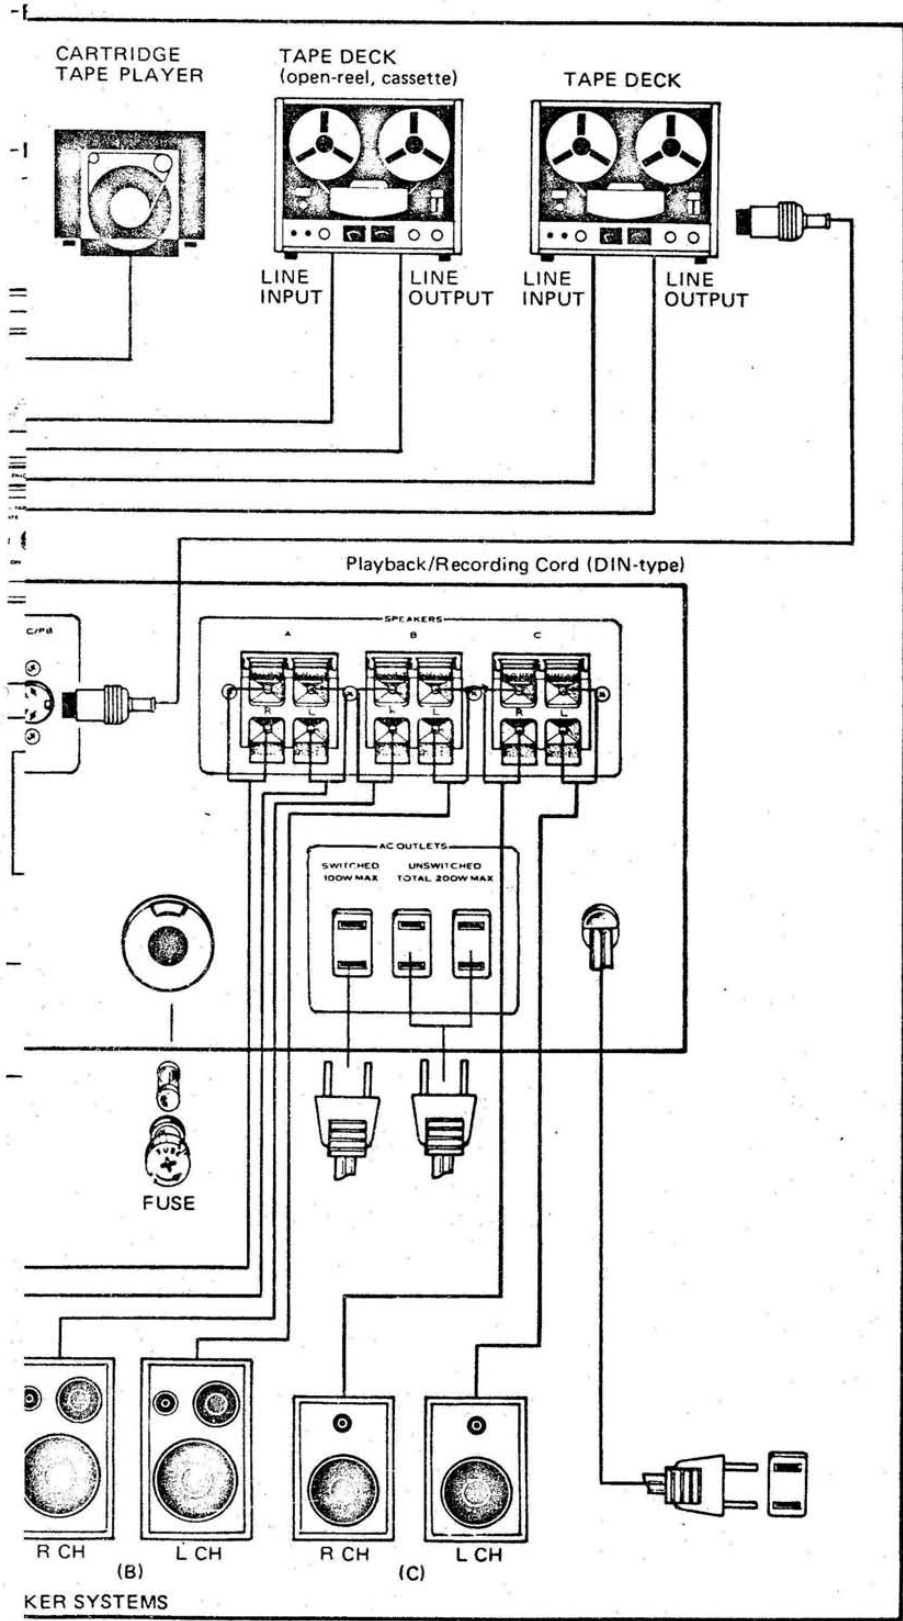 CARTRIDGE
TAPE PLAYER
TAPE DECK
(open-reel, cassette)
TAPE DECK
LINE
INPUT
LINE
OUTPUT
LINE
INPUT
LINE
OUTPUT
Playback/Recording Cord (DIN-type)
C/PB
SPEAKERS
A B C
R L R L R L
AC OUTLETS
SWITCHED
100W MAX
UNSWITCHED
TOTAL 200W MAX
FUSE
FUSE
R CH L CH R CH L CH
(B) (C)
KER SYSTEMS